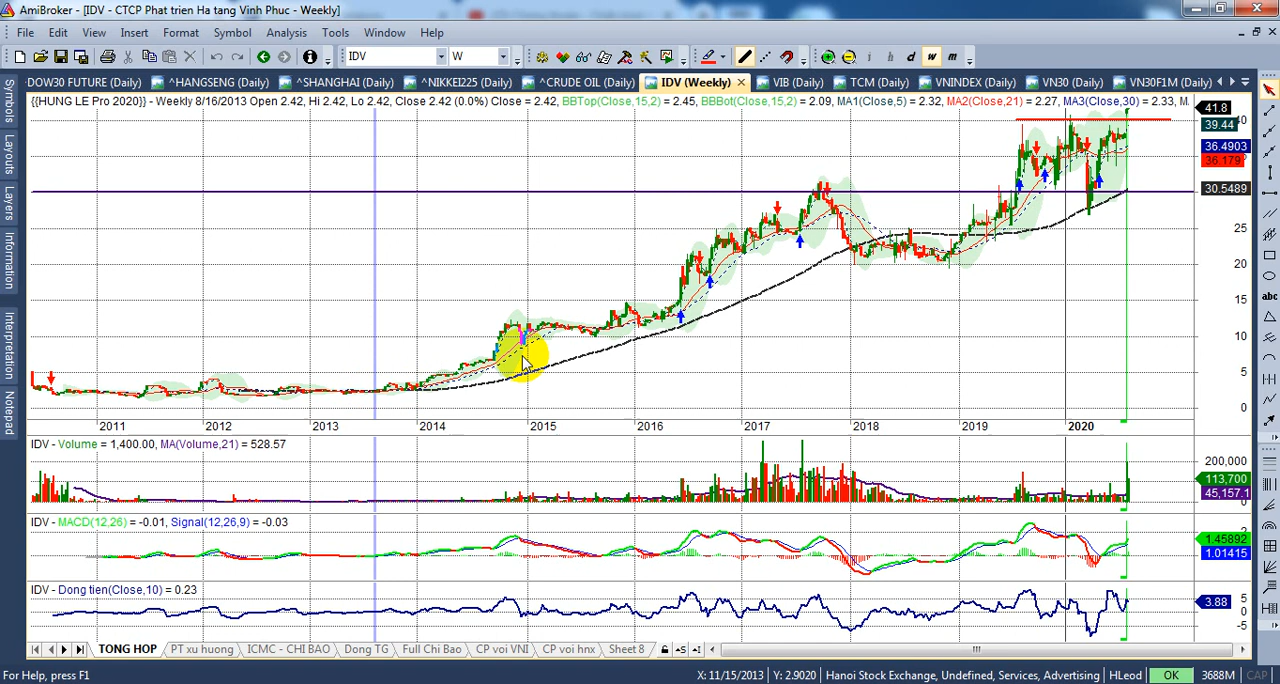 AmiBroker - [IDV - CTCP Phat trien Ha tang Vinh Phuc - Weekly]
File Edit View Insert Format Symbol Analysis Tools Window Help
IDV W i h d w m
DOW30 FUTURE (Daily) ^HANGSENG (Daily) ^SHANGHAI (Daily) ^NIKKEI225 (Daily) ^CRUDE OIL (Daily) IDV (Weekly) VIB (Daily) TCM (Daily) VNINDEX (Daily) VN30 (Daily) VN30F1M (Daily)
{{HUNG LE Pro 2020}} - Weekly 8/16/2013 Open 2.42, Hi 2.42, Lo 2.42, Close 2.42 (0.0%) Close = 2.42, BBTop(Close,15,2) = 2.45, BBBot(Close,15,2) = 2.09, MA1(Close,5) = 2.32, MA2(Close,21) = 2.27, MA3(Close,30) = 2.33, M.
Symbols
Layouts
Layers
Information
Interpretation
Notepad
41.8
40
39.44
36.4903
36.179
30.5489
25
20
15
10
5
0
2011 2012 2013 2014 2015 2016 2017 2018 2019 2020
IDV - Volume = 1,400.00, MA(Volume,21) = 528.57
200,000
113,700
45,157.1
0
IDV - MACD(12,26) = -0.01, Signal(12,26,9) = -0.03
2
1.45892
1.01415
IDV - Dong tien(Close,10) = 0.23
5
3.88
0
-5
abc
TONG HOP PT xu huong ICMC - CHI BAO Dong TG Full Chi Bao CP voi VNI CP voi hnx Sheet 8
For Help, press F1 X: 11/15/2013 Y: 2.9020 Hanoi Stock Exchange, Undefined, Services, Advertising HLeod OK 3688M CAP